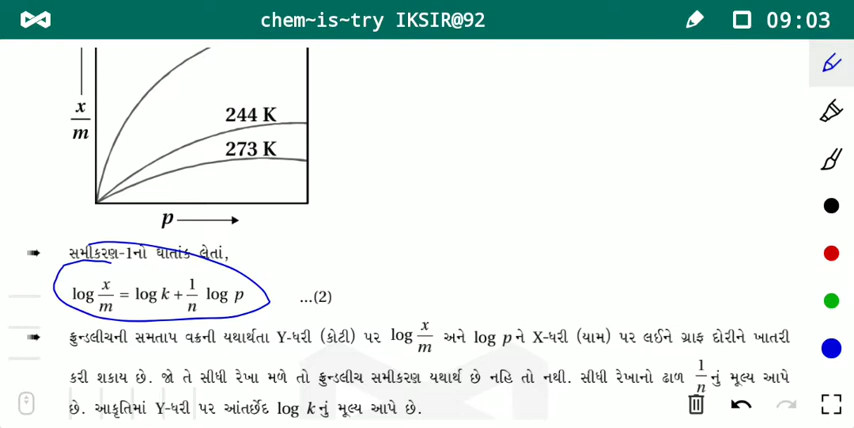 chem~is~try IKSIR@92
09:03
x/m
244 K
273 K
p
સમીકરણ-1નો ઘાતાંક લેતાં,
log x/m = log k + 1/n log p ...(2)
ફ્રુન્ડલીચની સમતાપ વક્રની યથાર્થતા Y-ધરી (કોટી) પર log x/m અને log p ને X-ધરી (યામ) પર લઈને ગ્રાફ દોરીને ખાતરી
કરી શકાય છે. જો તે સીધી રેખા મળે તો ફ્રુન્ડલીચ સમીકરણ યથાર્થ છે નહિ તો નથી. સીધી રેખાનો ઢાળ 1/n નું મૂલ્ય આપે
છે. આકૃતિમાં Y-ધરી પર આંતર્છેદ log k નું મૂલ્ય આપે છે.